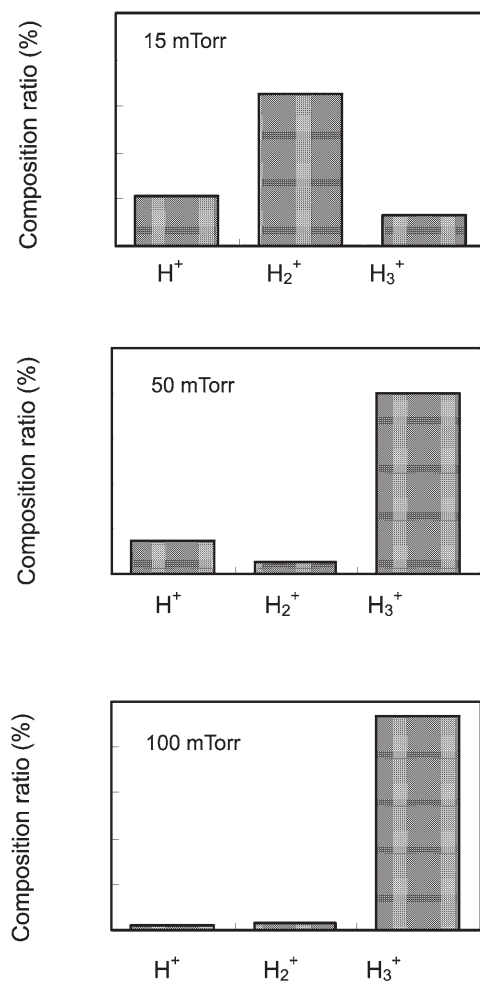 Composition ratio (%)
15 mTorr
H⁺ H₂⁺ H₃⁺
Composition ratio (%)
50 mTorr
H⁺ H₂⁺ H₃⁺
Composition ratio (%)
100 mTorr
H⁺ H₂⁺ H₃⁺